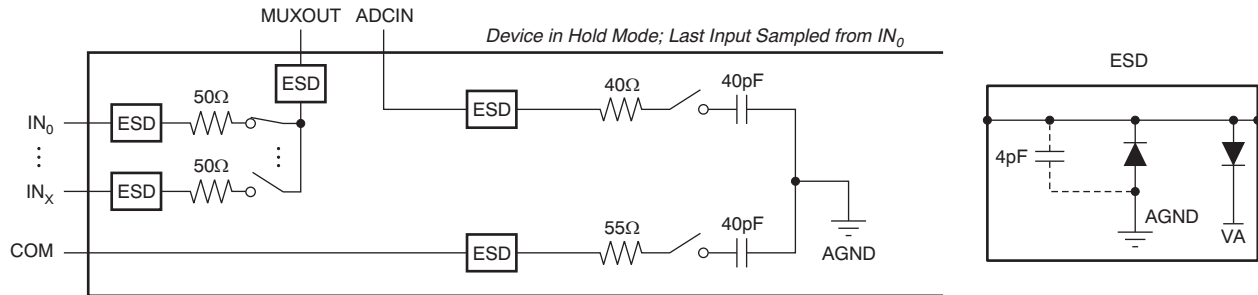 MUXOUT ADCIN
Device in Hold Mode; Last Input Sampled from IN₀
ESD
50Ω
IN₀
ESD
40Ω
40pF
ESD
50Ω
INₓ
ESD
COM
ESD
55Ω
40pF
AGND
ESD
4pF
AGND
VA